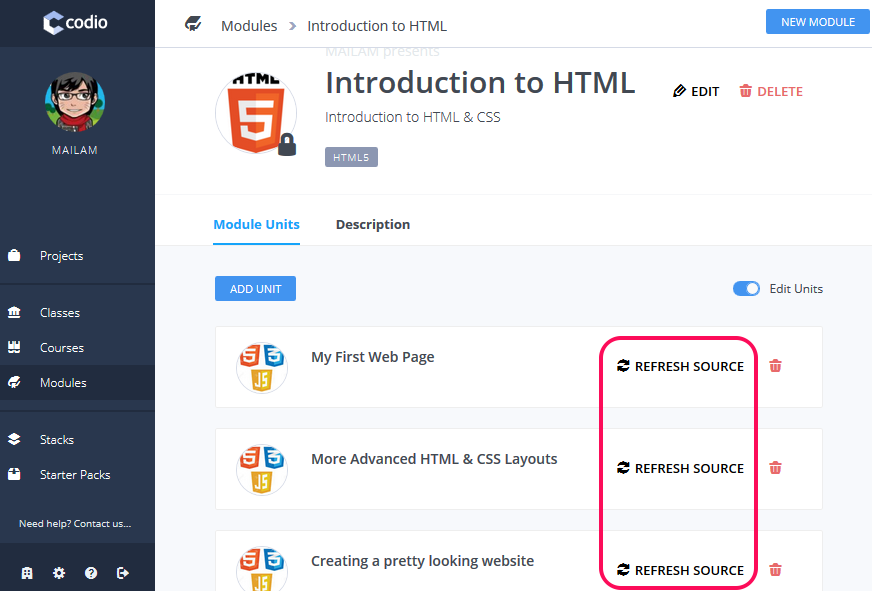 codio
Modules > Introduction to HTML
NEW MODULE
MAILAM presents
Introduction to HTML
Introduction to HTML & CSS
HTML5
EDIT
DELETE
HTML
5
MAILAM
Projects
Classes
Courses
Modules
Stacks
Starter Packs
Need help? Contact us...
Module Units
Description
ADD UNIT
Edit Units
5 3 JS
My First Web Page
REFRESH SOURCE
5 3 JS
More Advanced HTML & CSS Layouts
REFRESH SOURCE
5 3 JS
Creating a pretty looking website
REFRESH SOURCE